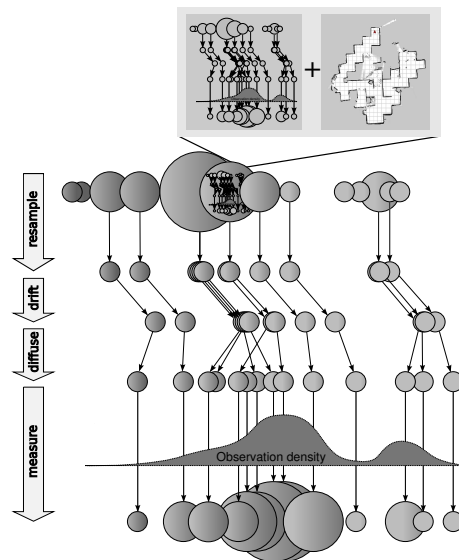 +
resample
drift
diffuse
measure
Observation density